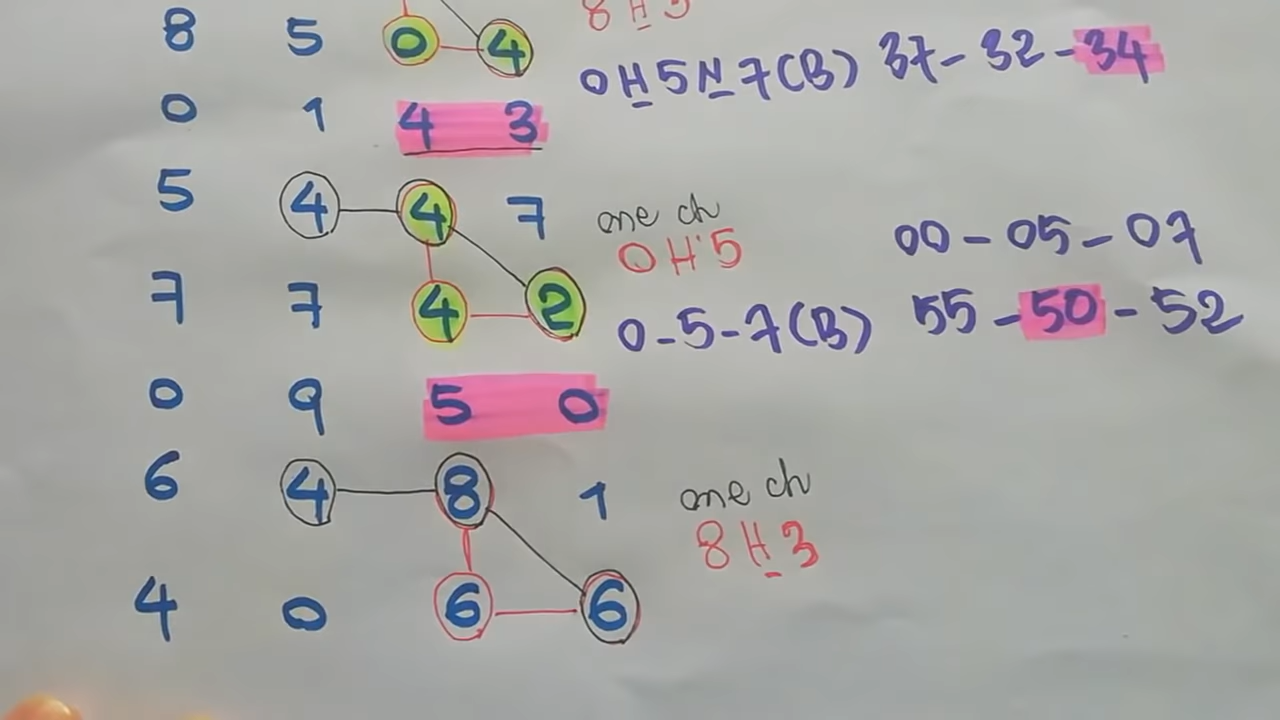 8 H 5
8 5 0 4
0H5N7(B) 37-32-34
0 1 4 3
5 4 4 7
one ch
0H5
00-05-07
7 7 4 2
0-5-7(B) 55-50-52
0 9 5 0
6 4 8 1
one ch
8H3
4 0 6 6